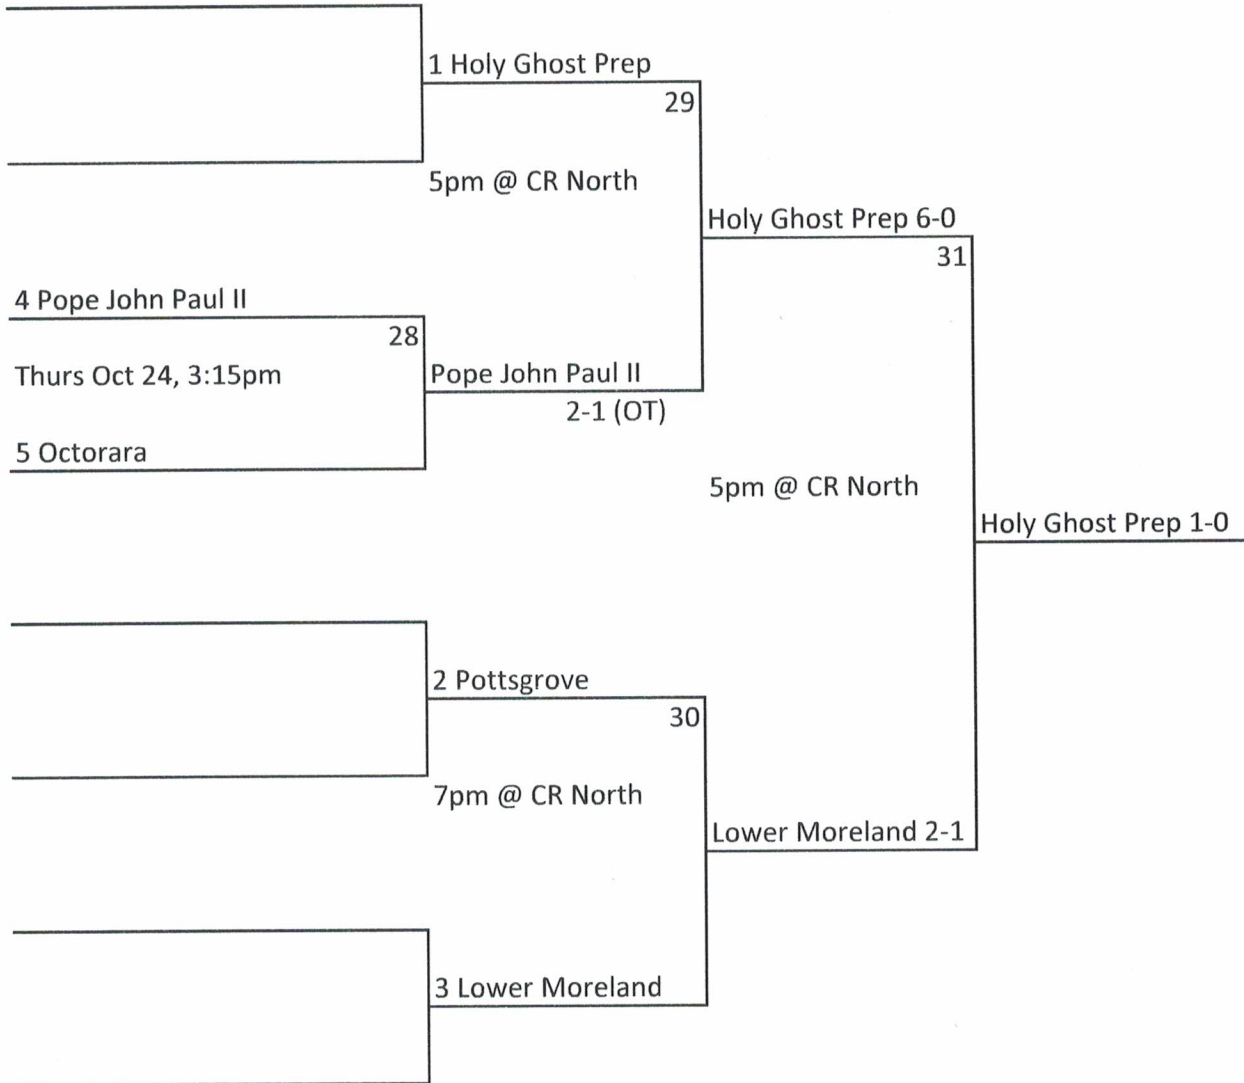 1 Holy Ghost Prep
29
5pm @ CR North
Holy Ghost Prep 6-0
31
4 Pope John Paul II
28
Thurs Oct 24, 3:15pm
Pope John Paul II
2-1 (OT)
5 Octorara
5pm @ CR North
Holy Ghost Prep 1-0
2 Pottsgrove
30
7pm @ CR North
Lower Moreland 2-1
3 Lower Moreland